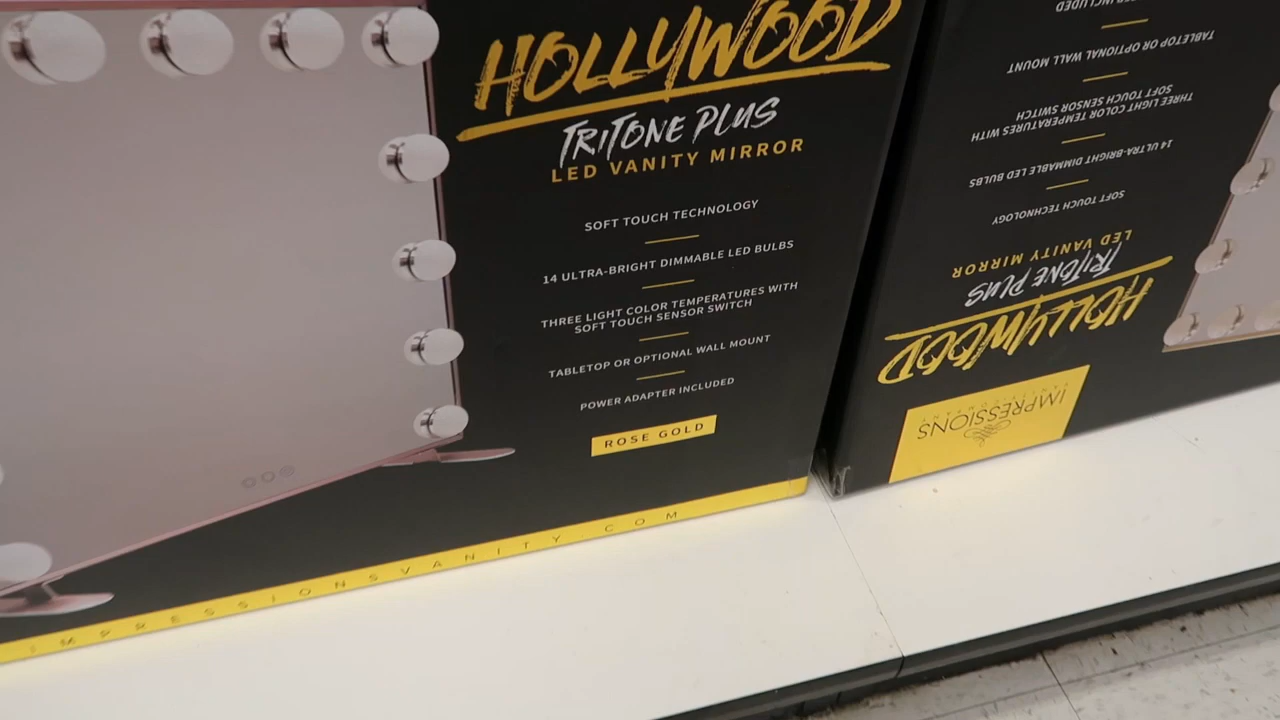 HOLLYWOOD
TRITONE PLUS
LED VANITY MIRROR
SOFT TOUCH TECHNOLOGY
14 ULTRA-BRIGHT DIMMABLE LED BULBS
THREE LIGHT COLOR TEMPERATURES WITH
SOFT TOUCH SENSOR SWITCH
TABLETOP OR OPTIONAL WALL MOUNT
POWER ADAPTER INCLUDED
ROSE GOLD
IMPRESSIONSVANITY COM
IMPRESSIONS
VANITY COMPANY
HOLLYWOOD
TRITONE PLUS
LED VANITY MIRROR
SOFT TOUCH TECHNOLOGY
14 ULTRA-BRIGHT DIMMABLE LED BULBS
THREE LIGHT COLOR TEMPERATURES WITH
SOFT TOUCH SENSOR SWITCH
TABLETOP OR OPTIONAL WALL MOUNT
INCLUDED